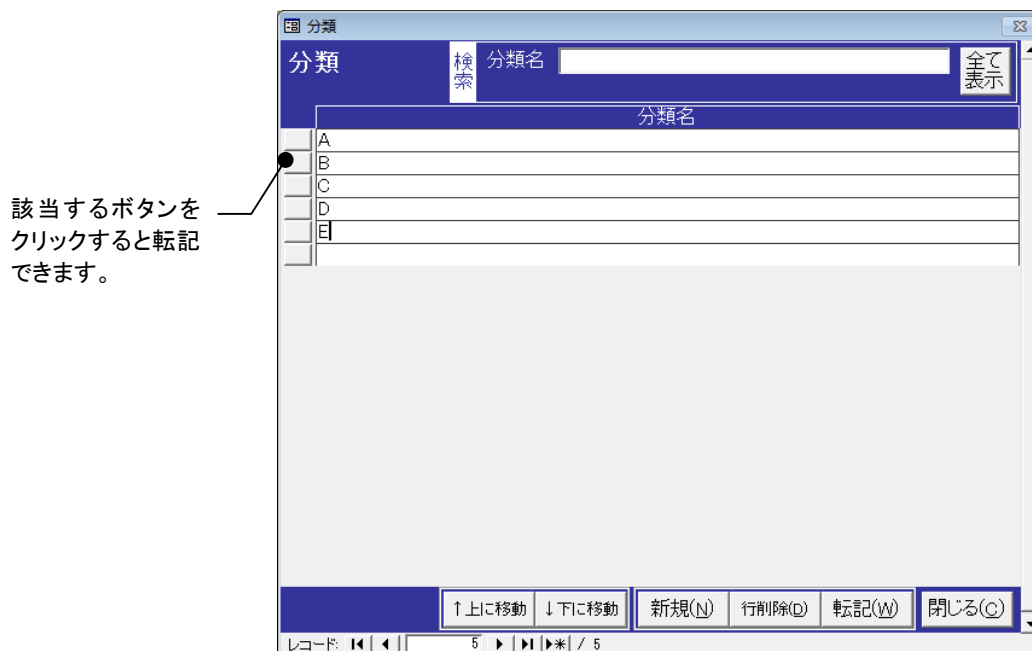 分類
分類
検索
分類名
全て
表示
分類名
A
B
C
D
E
該当するボタンを
クリックすると転記
できます。
↑上に移動 ↓下に移動 新規(N) 行削除(D) 転記(W) 閉じる(C)
レコード: 5 / 5